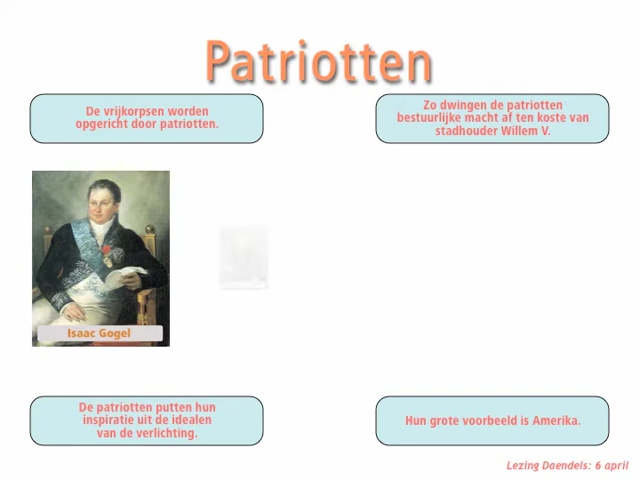 Patriotten
De vrijkorpsen worden
opgericht door patriotten.
Zo dwingen de patriotten
bestuurlijke macht af ten koste van
stadhouder Willem V.
Isaac Gogel
De patriotten putten hun
inspiratie uit de idealen
van de verlichting.
Hun grote voorbeeld is Amerika.
Lezing Daendels: 6 april